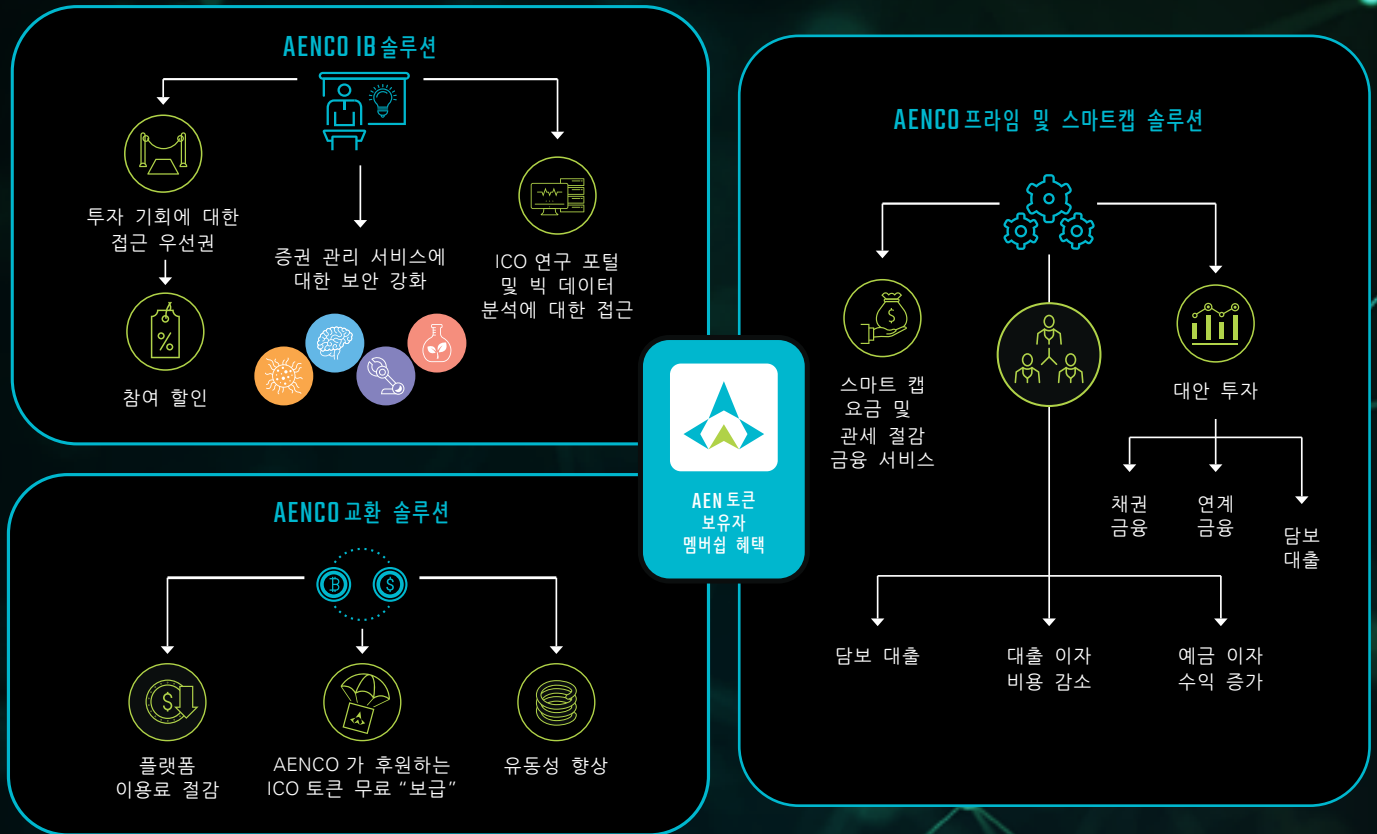 AENCO IB 솔루션
투자 기회에 대한
접근 우선권
참여 할인
증권 관리 서비스에
대한 보안 강화
ICO 연구 포털
및 빅 데이터
분석에 대한 접근
AENCO 교환 솔루션
플랫폼
이용료 절감
AENCO 가 후원하는
ICO 토큰 무료 “보급”
유동성 향상
AEN 토큰
보유자
멤버쉽 혜택
AENCO 프라임 및 스마트캡 솔루션
스마트 캡
요금 및
관세 절감
금융 서비스
대안 투자
채권
금융
연계
금융
담보
대출
담보 대출
대출 이자
비용 감소
예금 이자
수익 증가